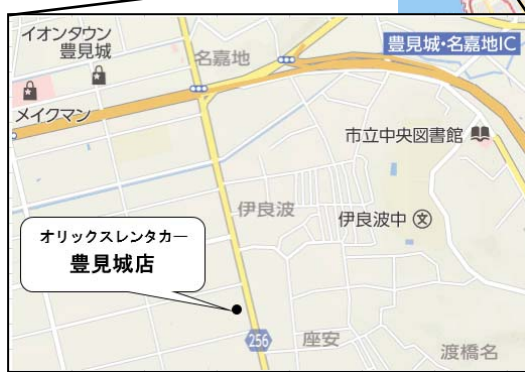 イオンタウン
豊見城
名嘉地
豊見城・名嘉地IC
メイクマン
市立中央図書館
伊良波
伊良波中
文
オリックスレンタカー
豊見城店
256
座安
渡橋名